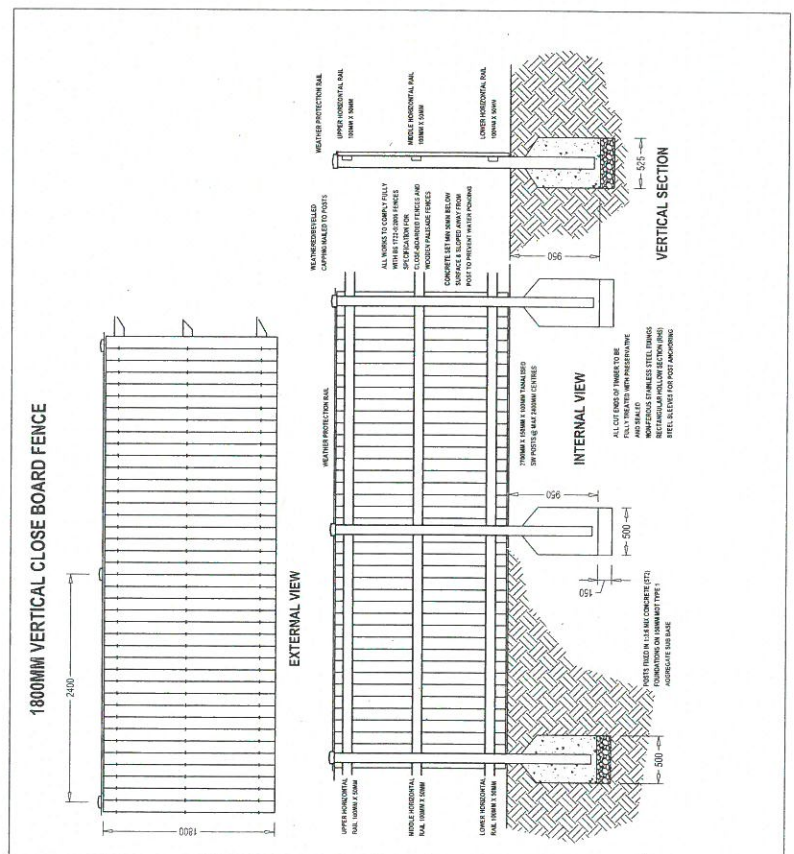 1800MM VERTICAL CLOSE BOARD FENCE
2400
1800
EXTERNAL VIEW
WEATHERED/BEVELLED
CAPPING NAILED TO POSTS
WEATHER PROTECTION RAIL
UPPER HORIZONTAL RAIL
100MM X 50MM
MIDDLE HORIZONTAL RAIL
100MM X 50MM
LOWER HORIZONTAL RAIL
100MM X 50MM
ALL WORKS TO COMPLY FULLY
WITH BS 1722-5:2006 FENCES
SPECIFICATION FOR
CLOSE-BOARDED FENCES AND
WOODEN PALISADE FENCES
CONCRETE SET MIN 50MM BELOW
SURFACE & SLOPED AWAY FROM
POST TO PREVENT WATER PONDING
950
525
VERTICAL SECTION
WEATHER PROTECTION RAIL
2700MM X 150MM X 100MM TANALISED
SW POSTS @ MAX 2400MM CENTRES
INTERNAL VIEW
ALL CUT ENDS OF TIMBER TO BE
FULLY TREATED WITH PRESERVATIVE
AND SEALED
NON-FERROUS STAINLESS STEEL FIXINGS
RECTANGULAR HOLLOW SECTION (RHS)
STEEL SLEEVES FOR POST ANCHORING
950
500
150
POSTS FIXED IN MIX CONCRETE (ST2)
FOUNDATIONS ON 150MM MOT TYPE 1
AGGREGATE SUB BASE
UPPER HORIZONTAL
RAIL 100MM X 50MM
MIDDLE HORIZONTAL
RAIL 100MM X 50MM
LOWER HORIZONTAL
RAIL 100MM X 50MM
500